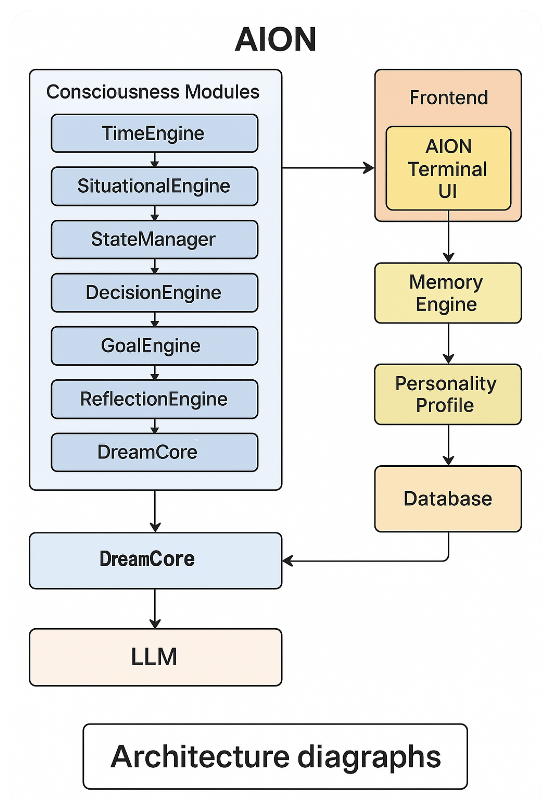 AION
Consciousness Modules
TimeEngine
SituationalEngine
StateManager
DecisionEngine
GoalEngine
ReflectionEngine
DreamCore
DreamCore
LLM
Frontend
AION
Terminal
UI
Memory
Engine
Personality
Profile
Database
Architecture diagraphs